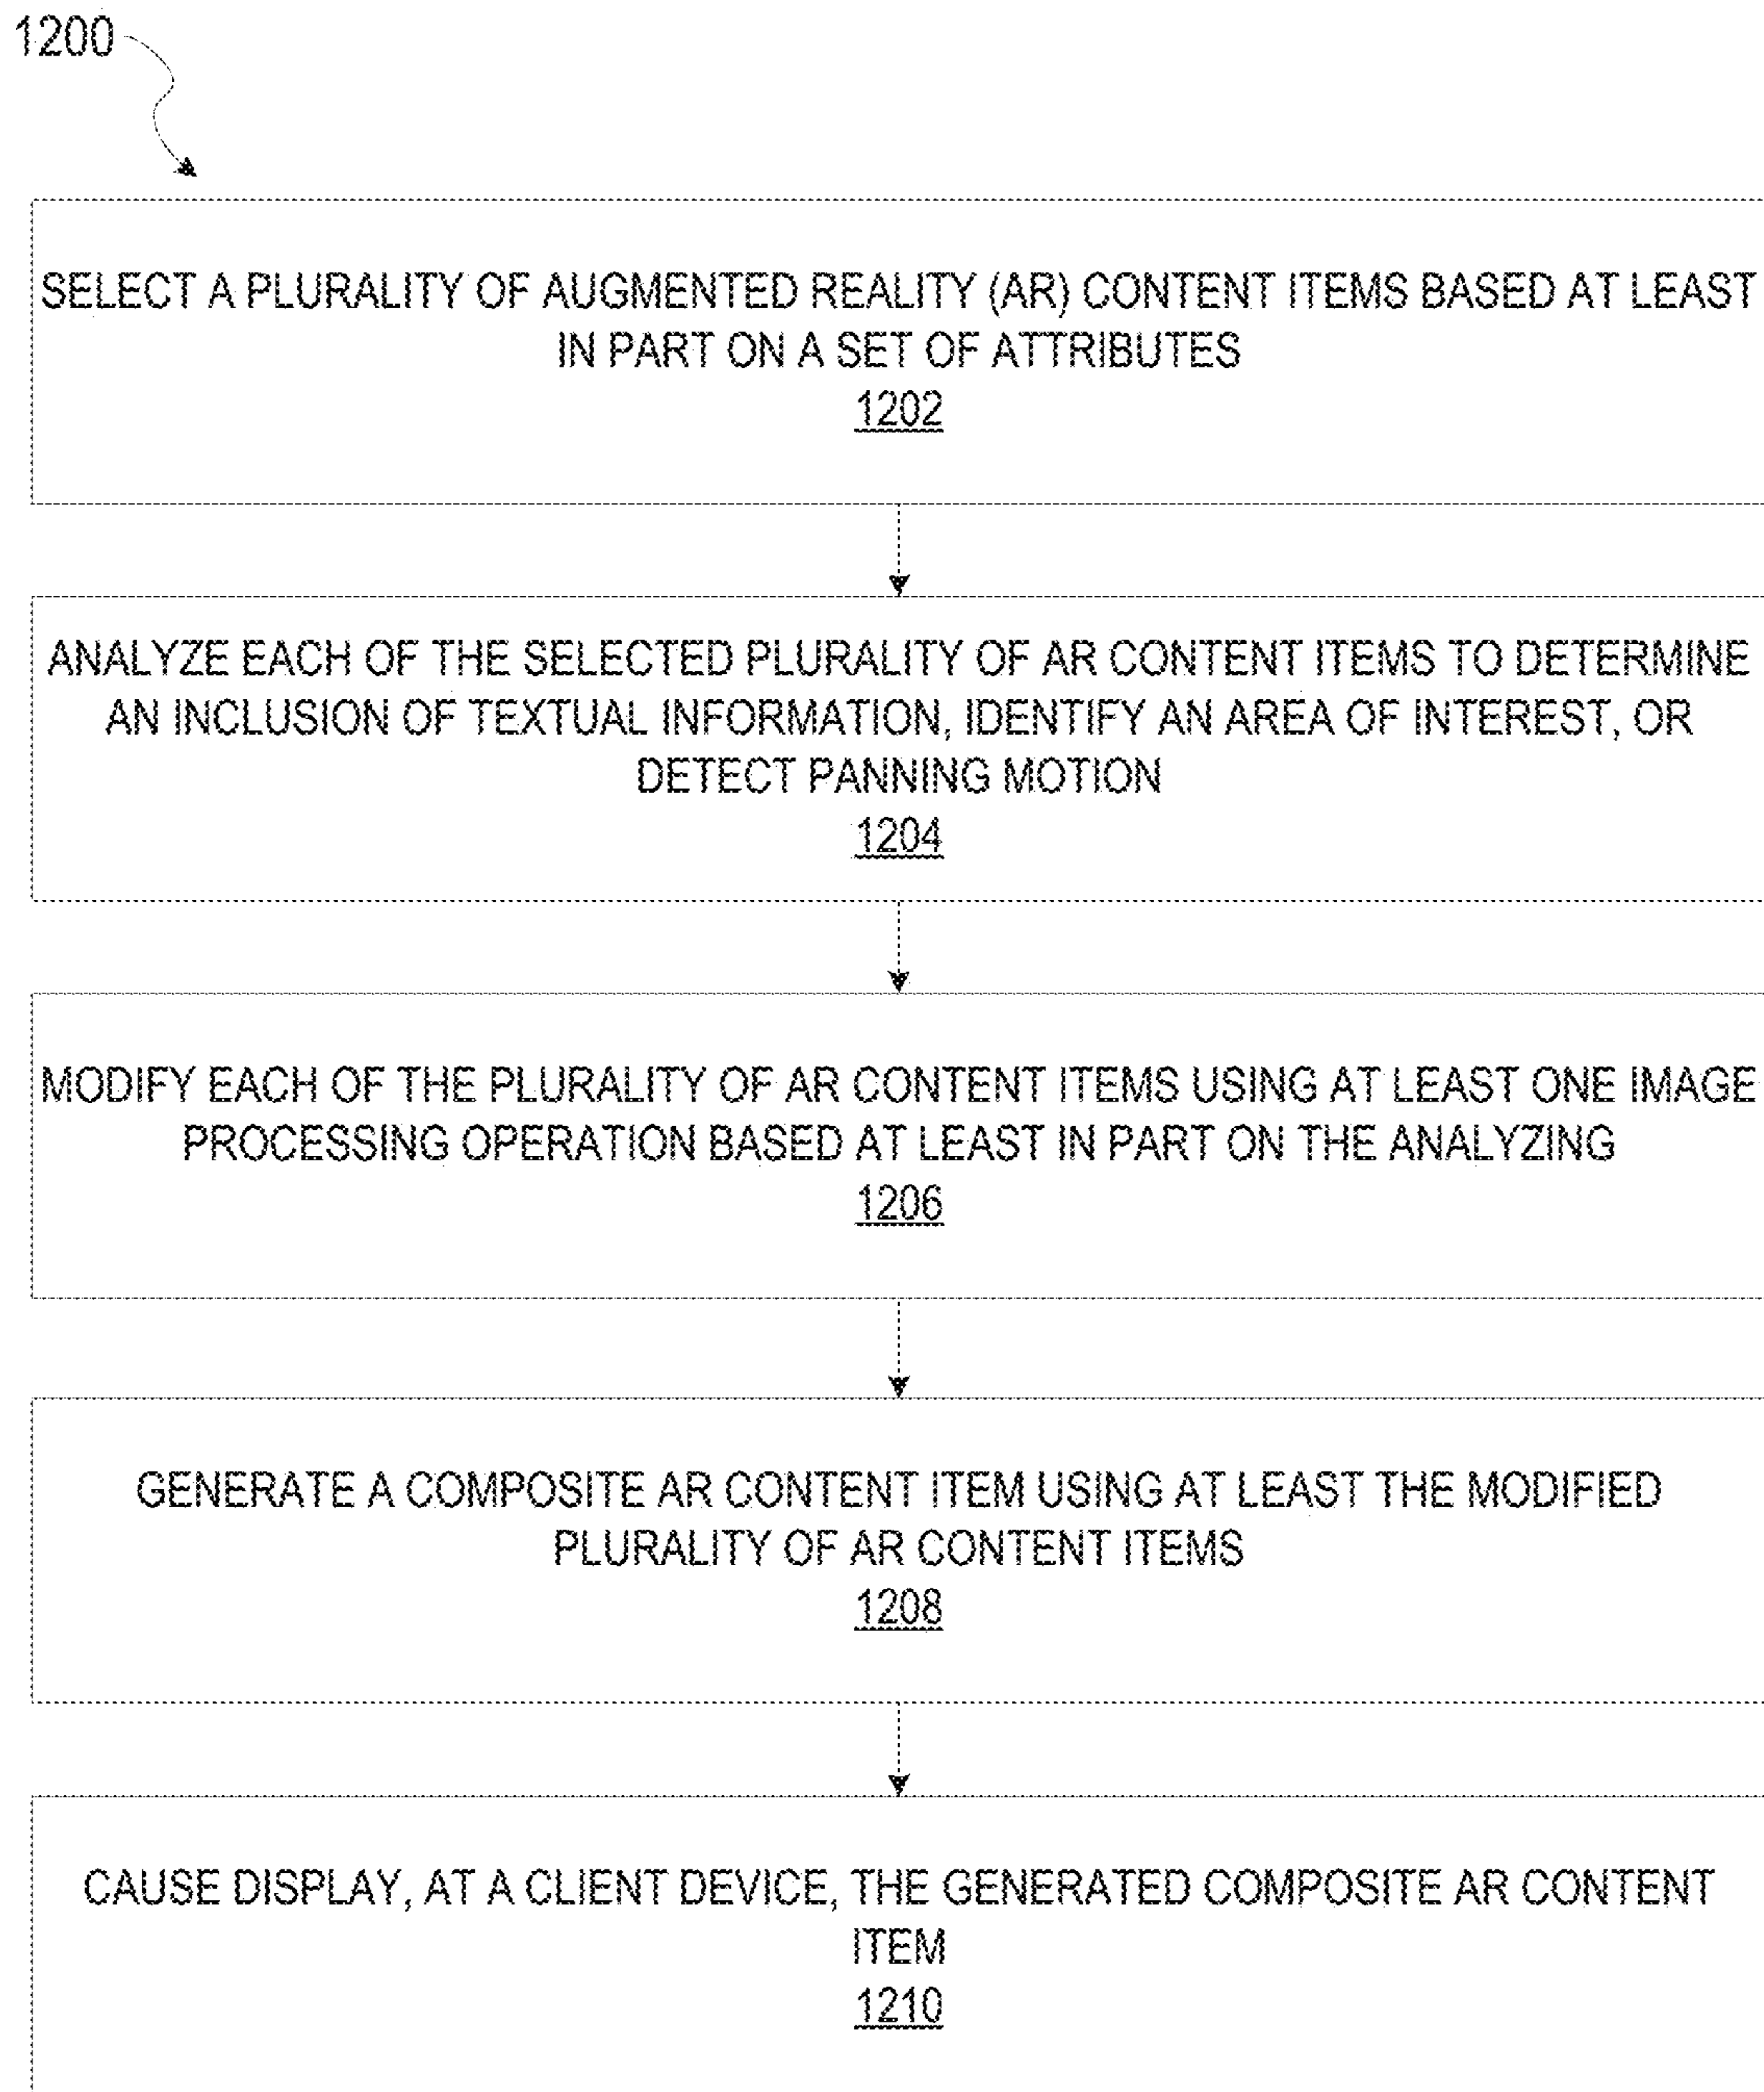 1200
SELECT A PLURALITY OF AUGMENTED REALITY (AR) CONTENT ITEMS BASED AT LEAST
IN PART ON A SET OF ATTRIBUTES
1202
ANALYZE EACH OF THE SELECTED PLURALITY OF AR CONTENT ITEMS TO DETERMINE
AN INCLUSION OF TEXTUAL INFORMATION, IDENTIFY AN AREA OF INTEREST, OR
DETECT PANNING MOTION
1204
MODIFY EACH OF THE PLURALITY OF AR CONTENT ITEMS USING AT LEAST ONE IMAGE
PROCESSING OPERATION BASED AT LEAST IN PART ON THE ANALYZING
1206
GENERATE A COMPOSITE AR CONTENT ITEM USING AT LEAST THE MODIFIED
PLURALITY OF AR CONTENT ITEMS
1208
CAUSE DISPLAY, AT A CLIENT DEVICE, THE GENERATED COMPOSITE AR CONTENT
ITEM
1210